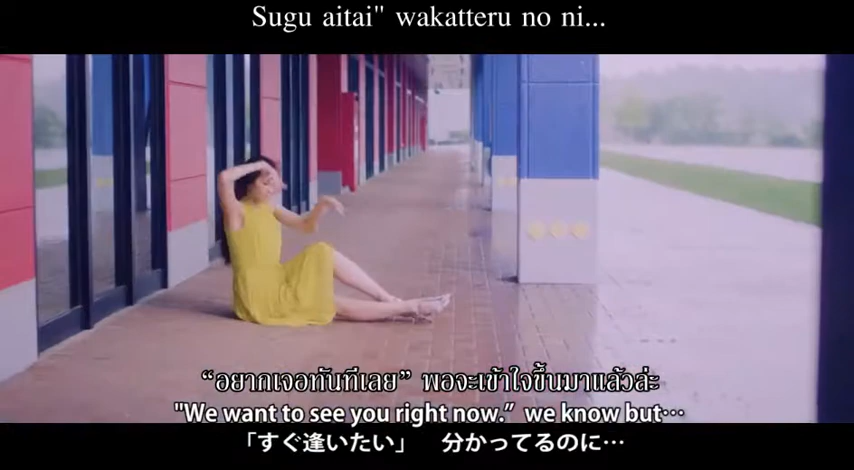 Sugu aitai" wakatteru no ni...
“อยากเจอทันทีเลย” พอจะเข้าใจขึ้นมาแล้วล่ะ
"We want to see you right now.” we know but…
「すぐ逢いたい」　分かってるのに…